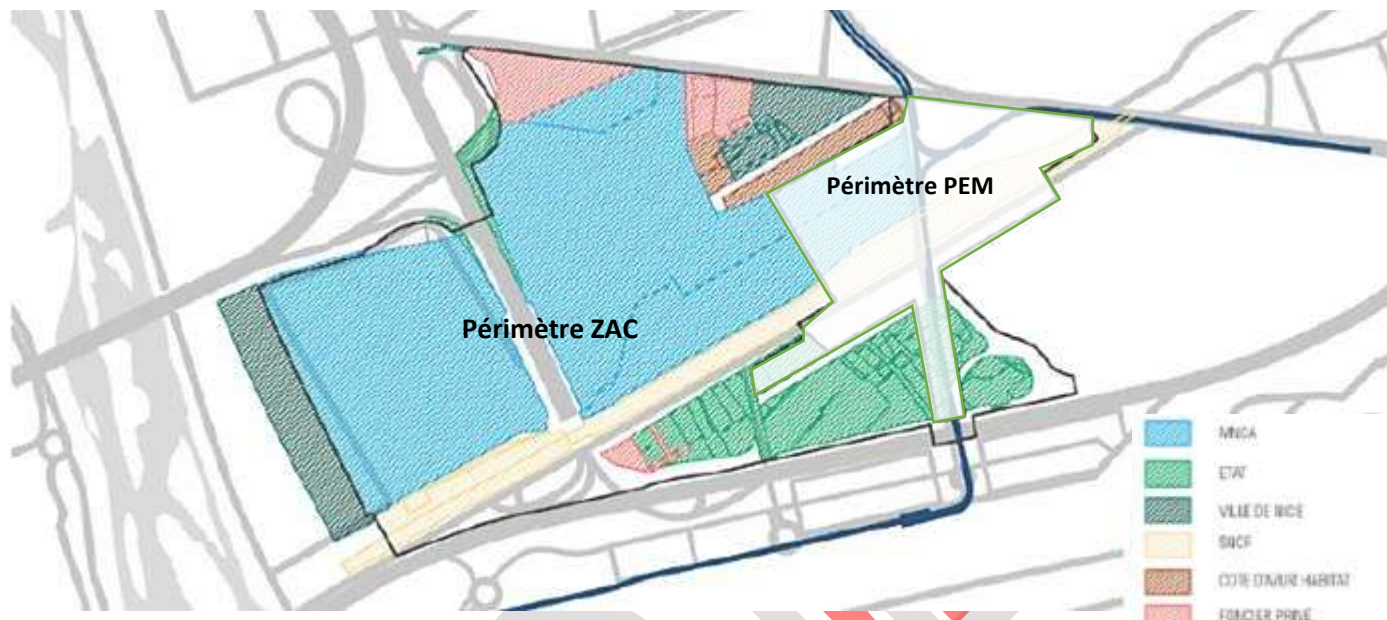 Périmètre PEM
Périmètre ZAC
MNCA
ETAT
VILLE DE NICE
SNCF
COTE D'AZUR HABITAT
FONCIER PRIVE